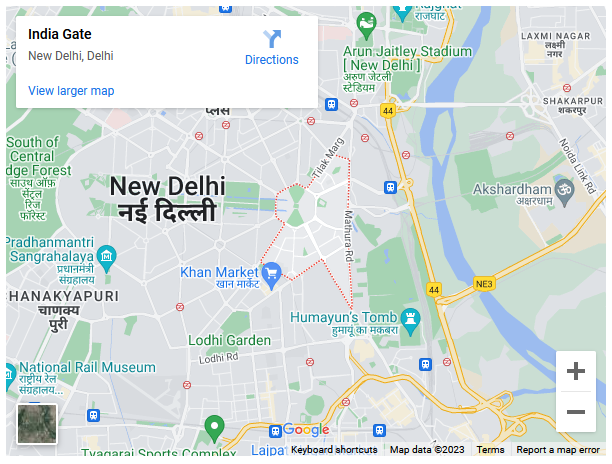 India Gate
New Delhi, Delhi
Directions
View larger map
राजघाट
Arun Jaitley Stadium
[ New Delhi ]
अरुण जेटली
स्टेडियम
LAXMI NAGAR
लक्ष्मी
नगर
SHAKARPUR
शकरपुर
प्लेस
44
Tilak Marg
Noida Link Rd
South of
Central
dge Forest
साउथ ऑफ़
सेंट्रल
रिज
फॉरेस्ट
New Delhi
नई दिल्ली
Akshardham
अक्षरधाम
Mathura Rd
Pradhanmantri
Sangrahalaya
प्रधानमंत्री
संग्रहालय
Khan Market
खान मार्केट
44
NE3
HANAKYAPURI
चाणक्य
पुरी
Humayun's Tomb
हुमायूं का मकबरा
Lodhi Garden
Lodhi Rd
National Rail Museum
राष्ट्रीय रेल
संग्रहालय...
Tyagaraj Sports Complex
Lajpa
Google
Keyboard shortcuts
Map data ©2023
Terms
Report a map error